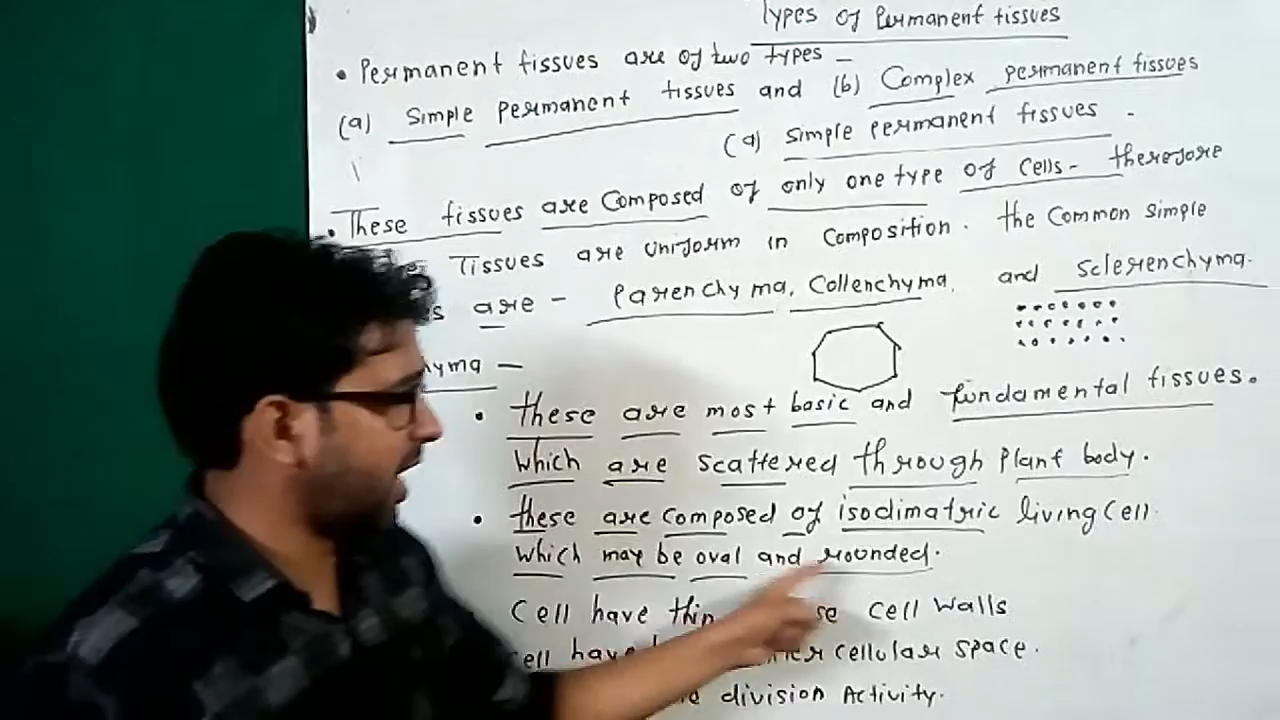 Types of Permanent tissues
• Permanent tissues are of two types –
(a) Simple permanent tissues and (b) Complex permanent tissues
(a) simple permanent tissues -
• These tissues are composed of only one type of cells - therefore
Tissues are uniform in composition. the common simple
are - Parenchyma, Collenchyma, and Sclerenchyma.
• These are most basic and fundamental tissues.
Which are scattered through plant body.
• these are composed of isodimatric living cell
which may be oval and rounded.
Cell have thin cell walls
have cellular space.
division Activity.